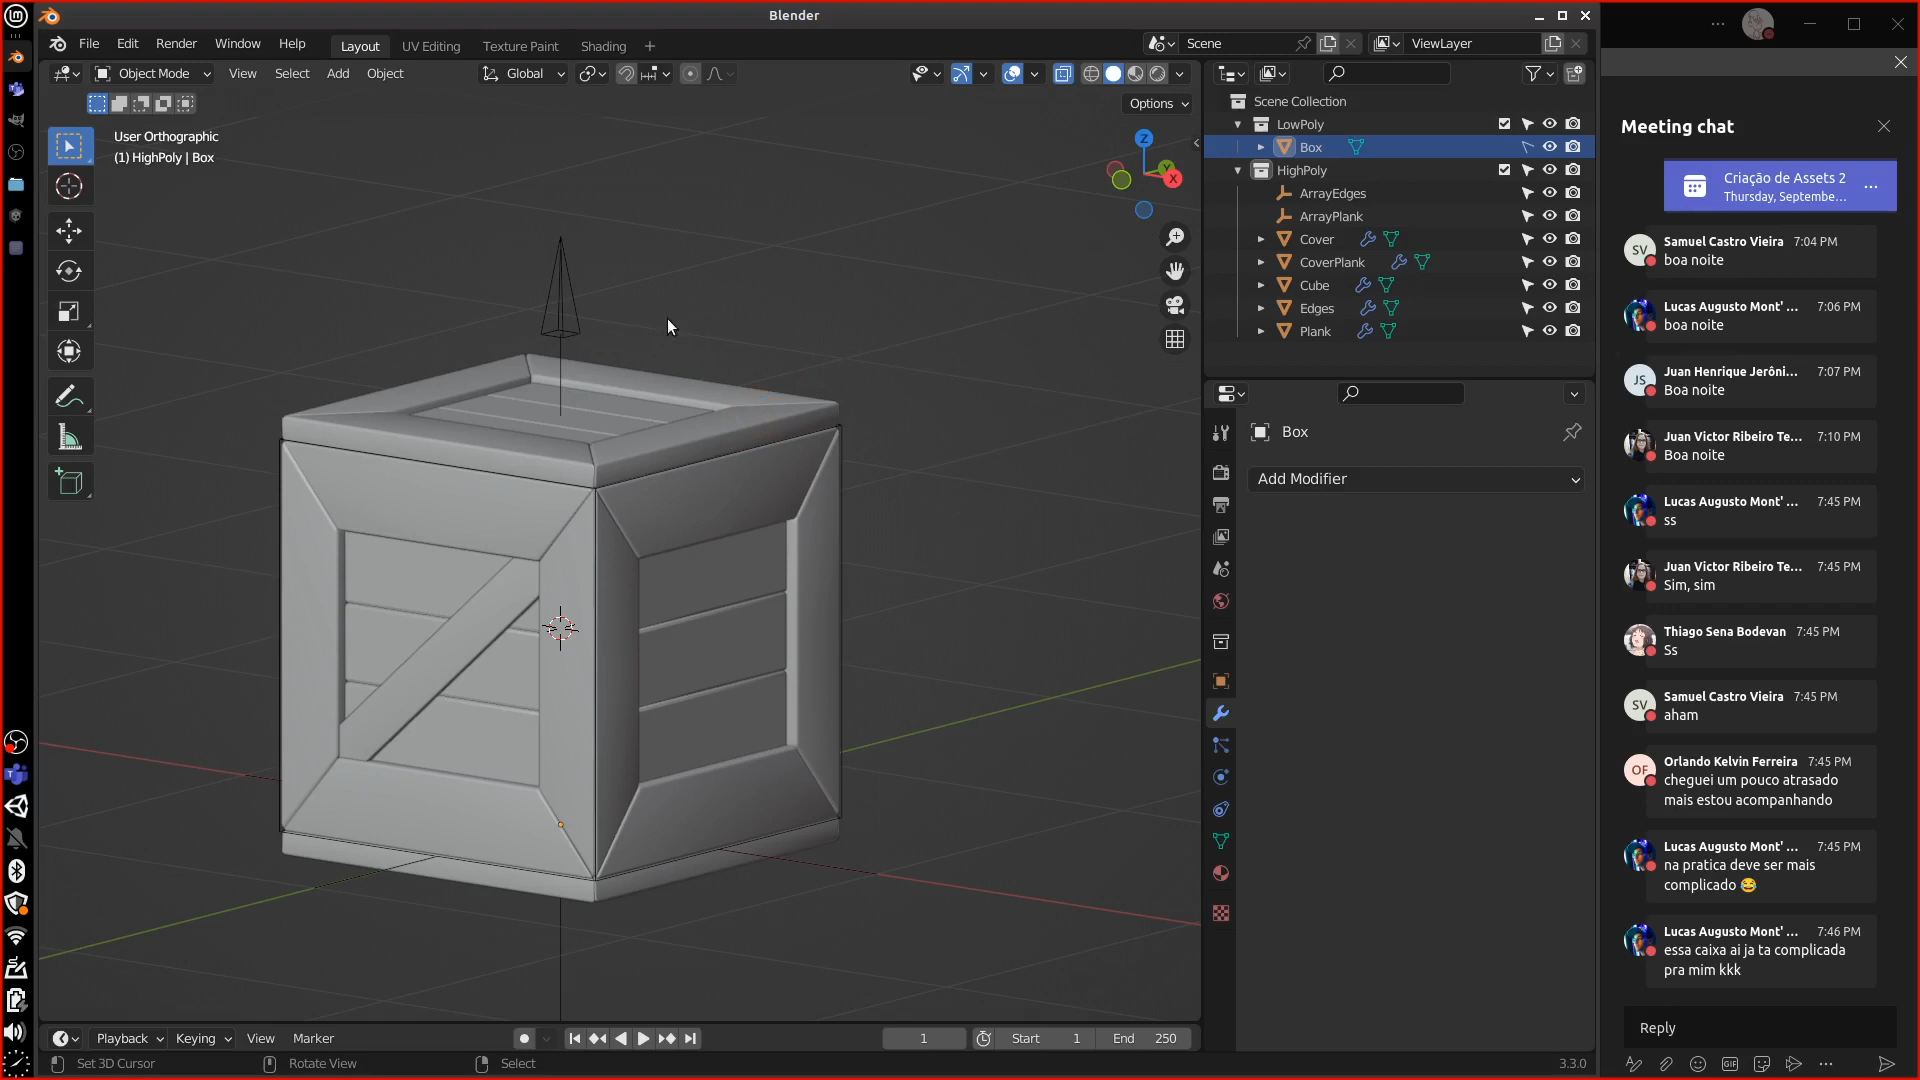 Blender
File Edit Render Window Help
Layout UV Editing Texture Paint Shading
Scene
ViewLayer
Object Mode View Select Add Object
Global
Options
User Orthographic
(1) HighPoly | Box
Z
Y
X
Scene Collection
LowPoly
Box
HighPoly
ArrayEdges
ArrayPlank
Cover
CoverPlank
Cube
Edges
Plank
Box
Add Modifier
Playback Keying View Marker
1
Start 1
End 250
Set 3D Cursor
Rotate View
Select
3.3.0
Meeting chat
Criação de Assets 2
Thursday, Septembe...
SV
Samuel Castro Vieira 7:04 PM
boa noite
Lucas Augusto Mont' ... 7:06 PM
boa noite
JS
Juan Henrique Jerôni... 7:07 PM
Boa noite
Juan Victor Ribeiro Te... 7:10 PM
Boa noite
Lucas Augusto Mont' ... 7:45 PM
ss
Juan Victor Ribeiro Te... 7:45 PM
Sim, sim
Thiago Sena Bodevan 7:45 PM
Ss
SV
Samuel Castro Vieira 7:45 PM
aham
OF
Orlando Kelvin Ferreira 7:45 PM
cheguei um pouco atrasado
mais estou acompanhando
Lucas Augusto Mont' ... 7:45 PM
na pratica deve ser mais
complicado 😂
Lucas Augusto Mont' ... 7:46 PM
essa caixa ai ja ta complicada
pra mim kkk
Reply
GIF